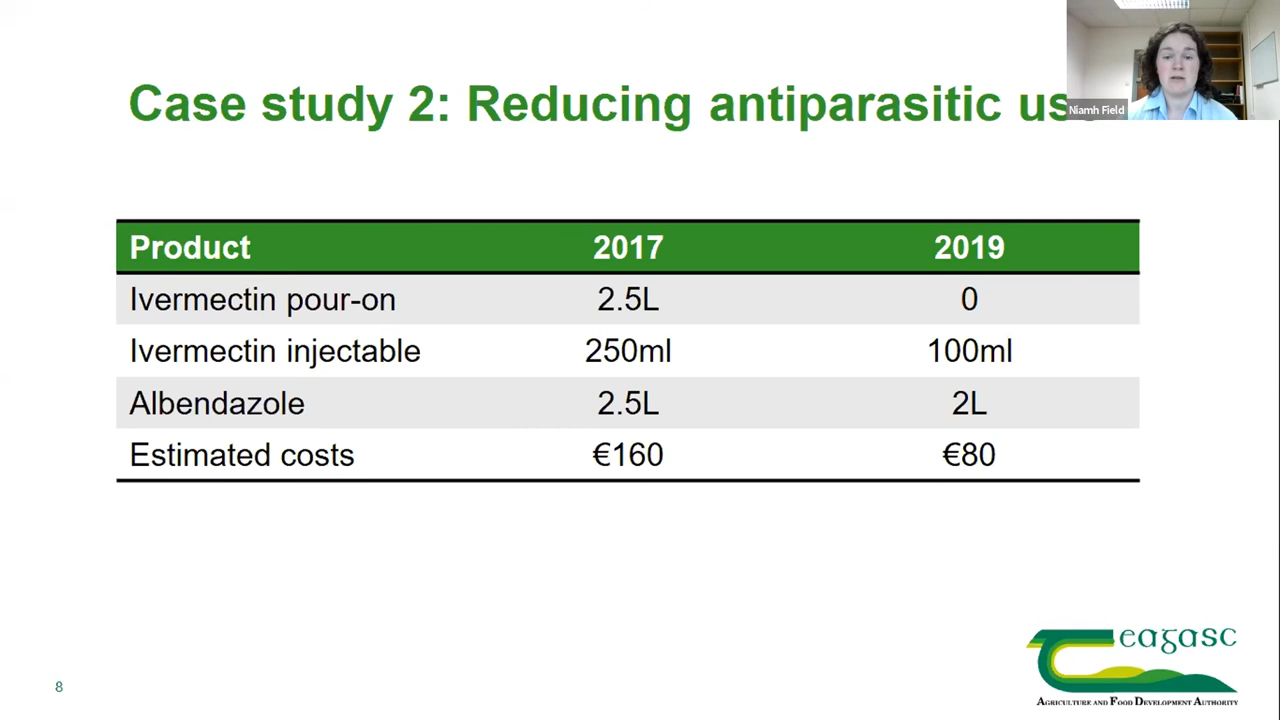 Case study 2: Reducing antiparasitic us
Niamh Field
Product 2017 2019
Ivermectin pour-on 2.5L 0
Ivermectin injectable 250ml 100ml
Albendazole 2.5L 2L
Estimated costs €160 €80
eagasc
AGRICULTURE AND FOOD DEVELOPMENT AUTHORITY
8